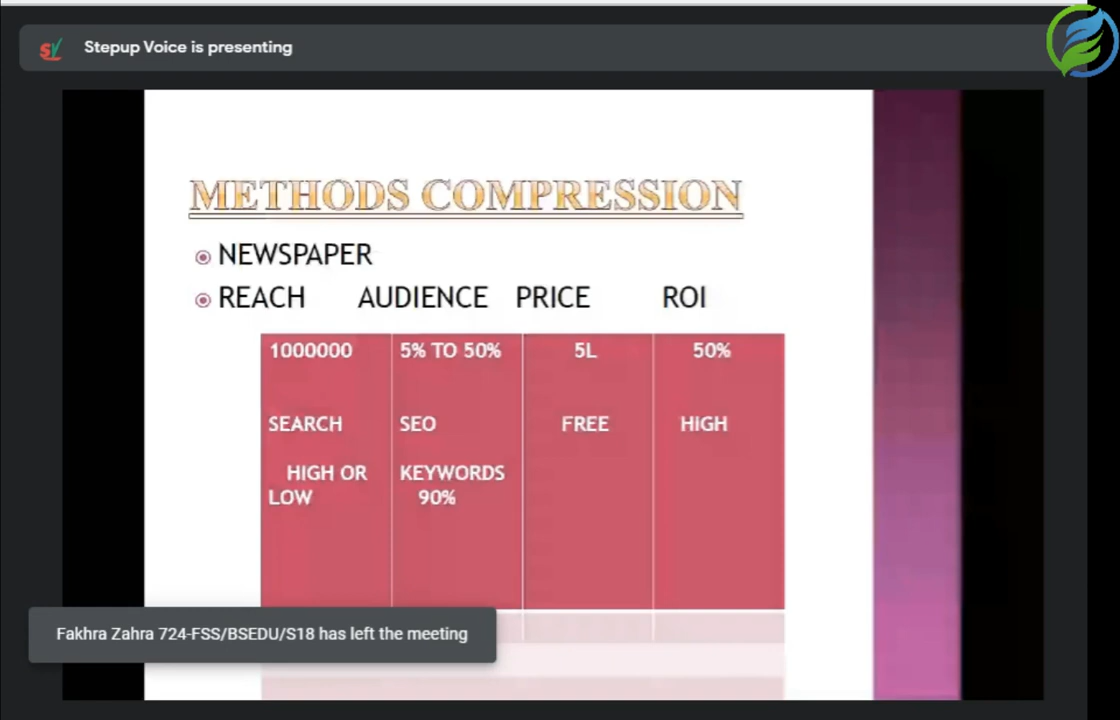 Stepup Voice is presenting
METHODS COMPRESSION
NEWSPAPER
REACH AUDIENCE PRICE ROI
1000000 5% TO 50% 5L 50%
SEARCH SEO FREE HIGH
HIGH OR KEYWORDS
LOW 90%
Fakhra Zahra 724-FSS/BSEDU/S18 has left the meeting